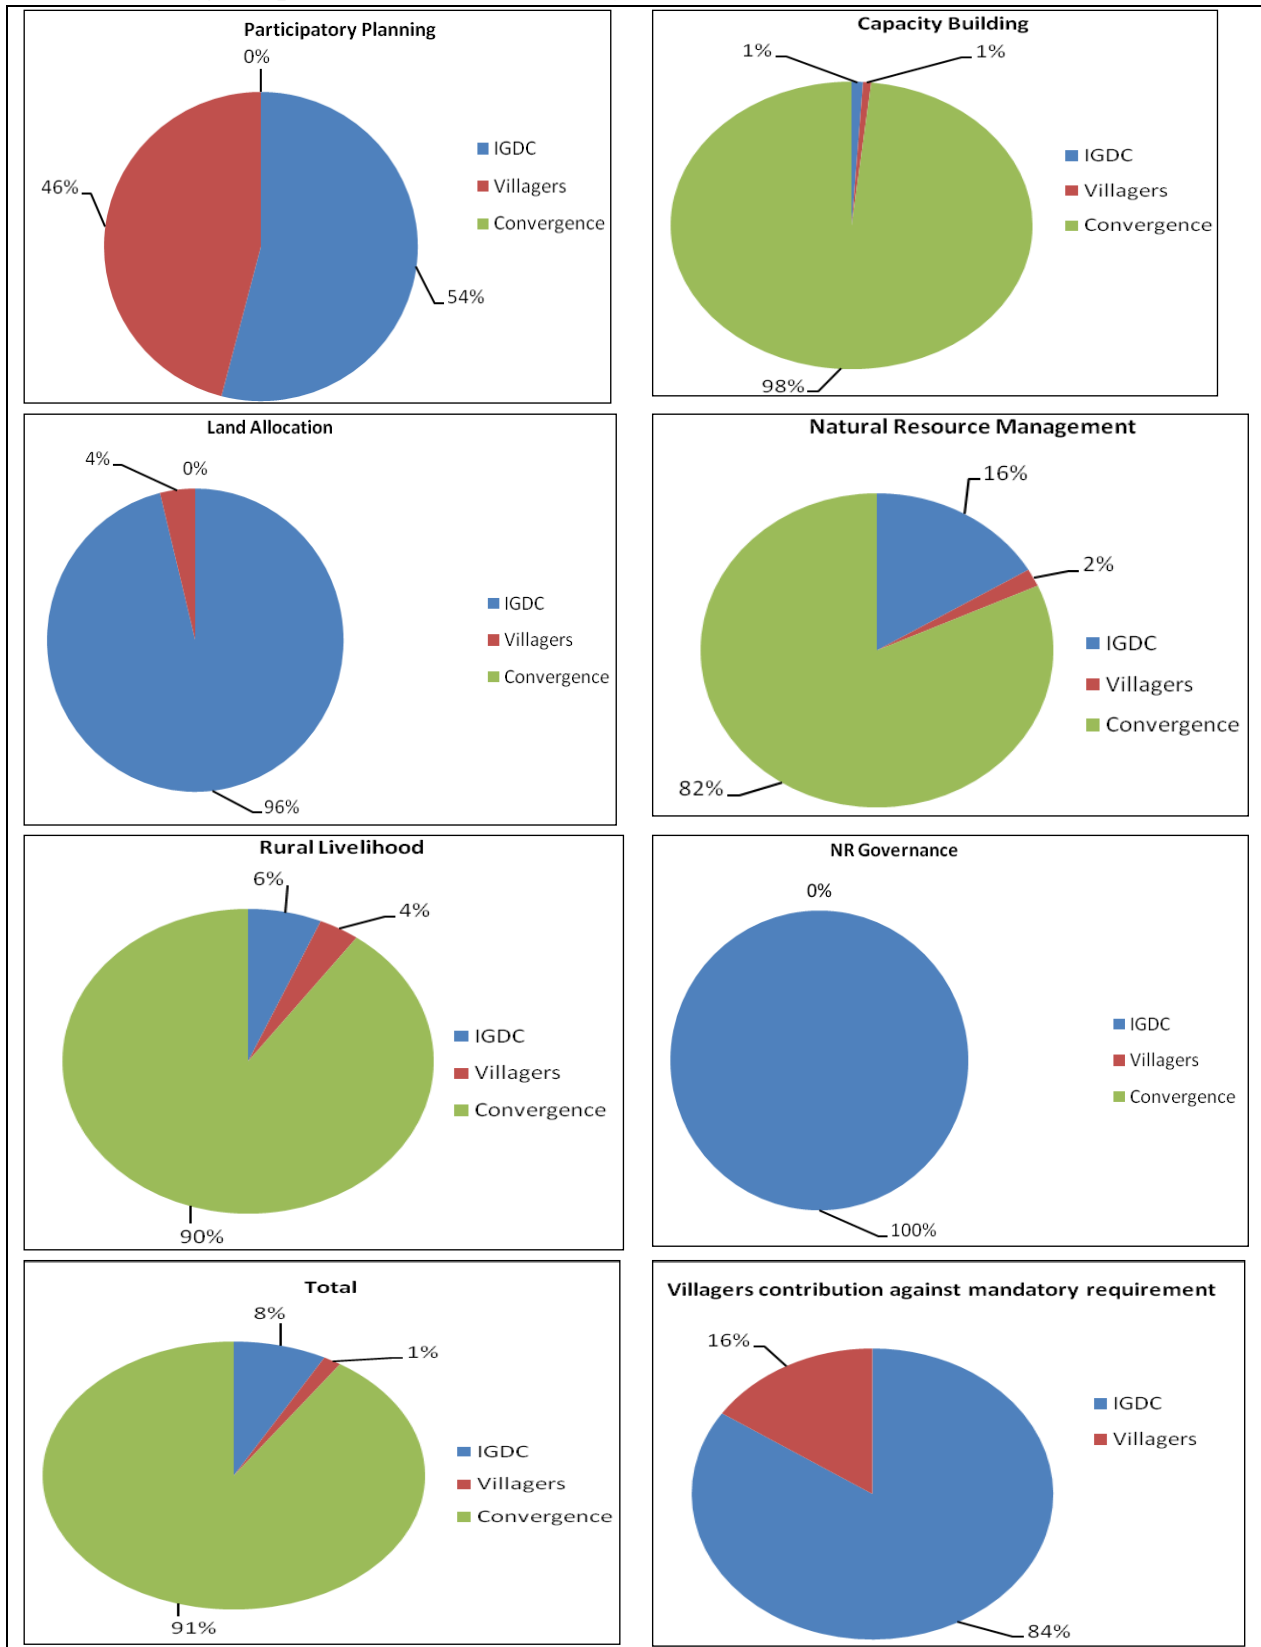 Participatory Planning
0%
46%
54%
IGDC
Villagers
Convergence
Capacity Building
1%
1%
98%
IGDC
Villagers
Convergence
Land Allocation
4%
0%
96%
IGDC
Villagers
Convergence
Natural Resource Management
16%
2%
82%
IGDC
Villagers
Convergence
Rural Livelihood
6%
4%
90%
IGDC
Villagers
Convergence
NR Governance
0%
100%
IGDC
Villagers
Convergence
Total
8%
1%
91%
IGDC
Villagers
Convergence
Villagers contribution against mandatory requirement
16%
84%
IGDC
Villagers